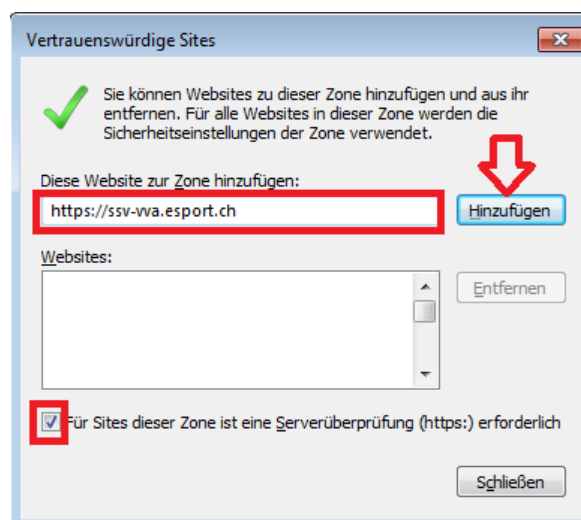 Vertrauenswürdige Sites
Sie können Websites zu dieser Zone hinzufügen und aus ihr
entfernen. Für alle Websites in dieser Zone werden die
Sicherheitseinstellungen der Zone verwendet.
Diese Website zur Zone hinzufügen:
https://ssv-vva.esport.ch
Hinzufügen
Websites:
Entfernen
Für Sites dieser Zone ist eine Serverüberprüfung (https:) erforderlich
Schließen